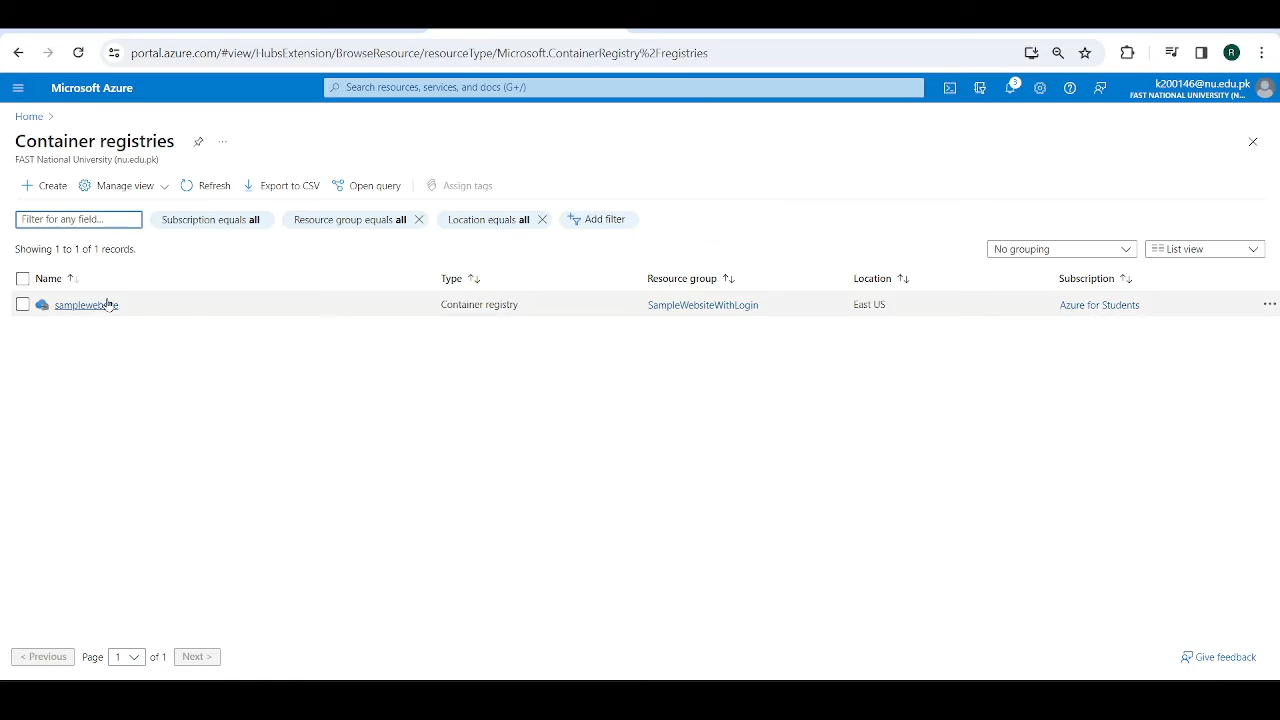 portal.azure.com/#view/HubsExtension/BrowseResource/resourceType/Microsoft.ContainerRegistry%2Fregistries
R
Microsoft Azure
Search resources, services, and docs (G+/)
3
k200146@nu.edu.pk
FAST NATIONAL UNIVERSITY (N...
Home >
Container registries
...
FAST National University (nu.edu.pk)
Create Manage view Refresh Export to CSV Open query Assign tags
Filter for any field... Subscription equals all Resource group equals all Location equals all Add filter
Showing 1 to 1 of 1 records.
No grouping List view
Name Type Resource group Location Subscription
samplewebsite Container registry SampleWebsiteWithLogin East US Azure for Students ...
< Previous Page 1 of 1 Next >
Give feedback